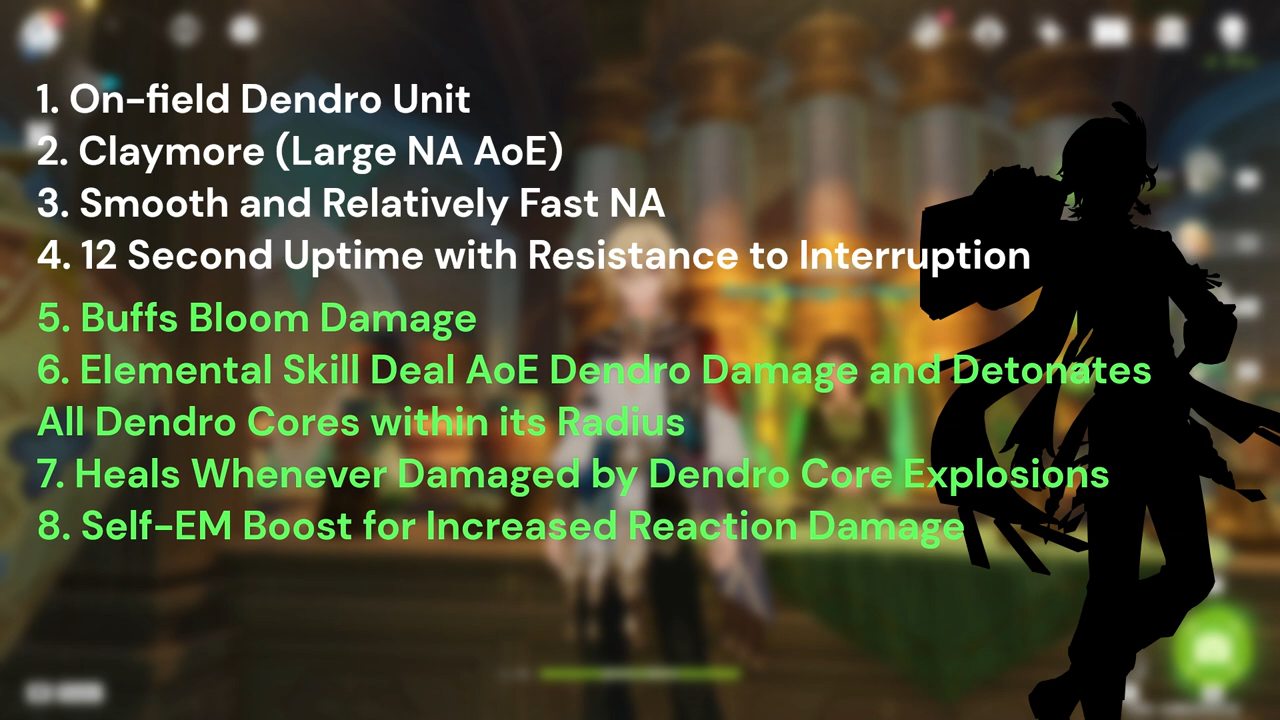 1. On-field Dendro Unit
2. Claymore (Large NA AoE)
3. Smooth and Relatively Fast NA
4. 12 Second Uptime with Resistance to Interruption
5. Buffs Bloom Damage
6. Elemental Skill Deal AoE Dendro Damage and Detonates
All Dendro Cores within its Radius
7. Heals Whenever Damaged by Dendro Core Explosions
8. Self-EM Boost for Increased Reaction Damage